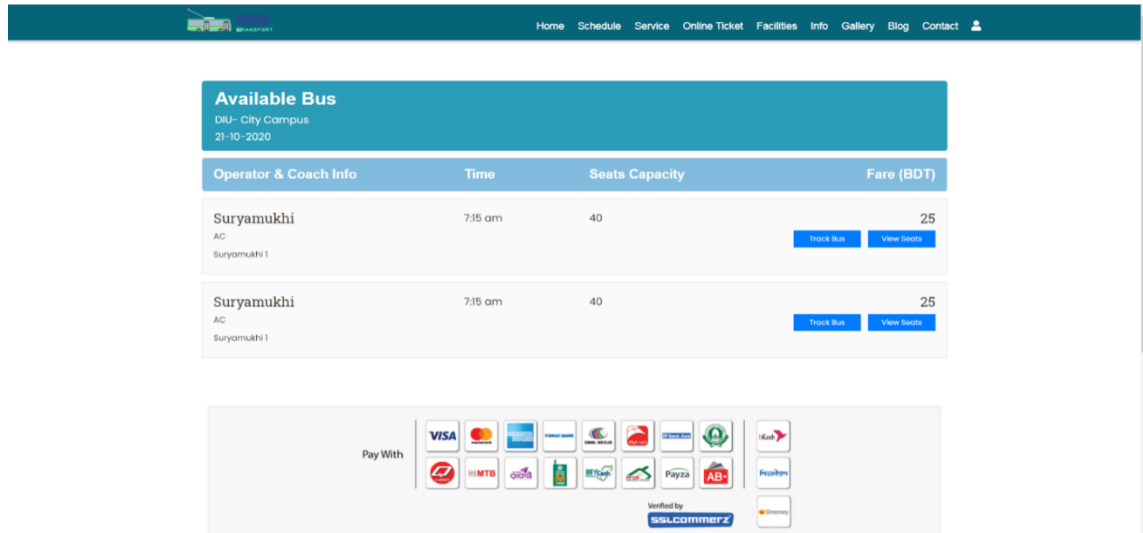 TRANSPORT
Home Schedule Service Online Ticket Facilities Info Gallery Blog Contact
Available Bus
DIU- City Campus
21-10-2020
Operator & Coach Info Time Seats Capacity Fare (BDT)
Suryamukhi 7:15 am 40 25
AC Track Bus View Seats
Suryamukhi 1
Suryamukhi 7:15 am 40 25
AC Track Bus View Seats
Suryamukhi 1
Pay With
VISA bKash
MTB MYCash Payza AB
Verified by
SSLCOMMERZ Dmoney